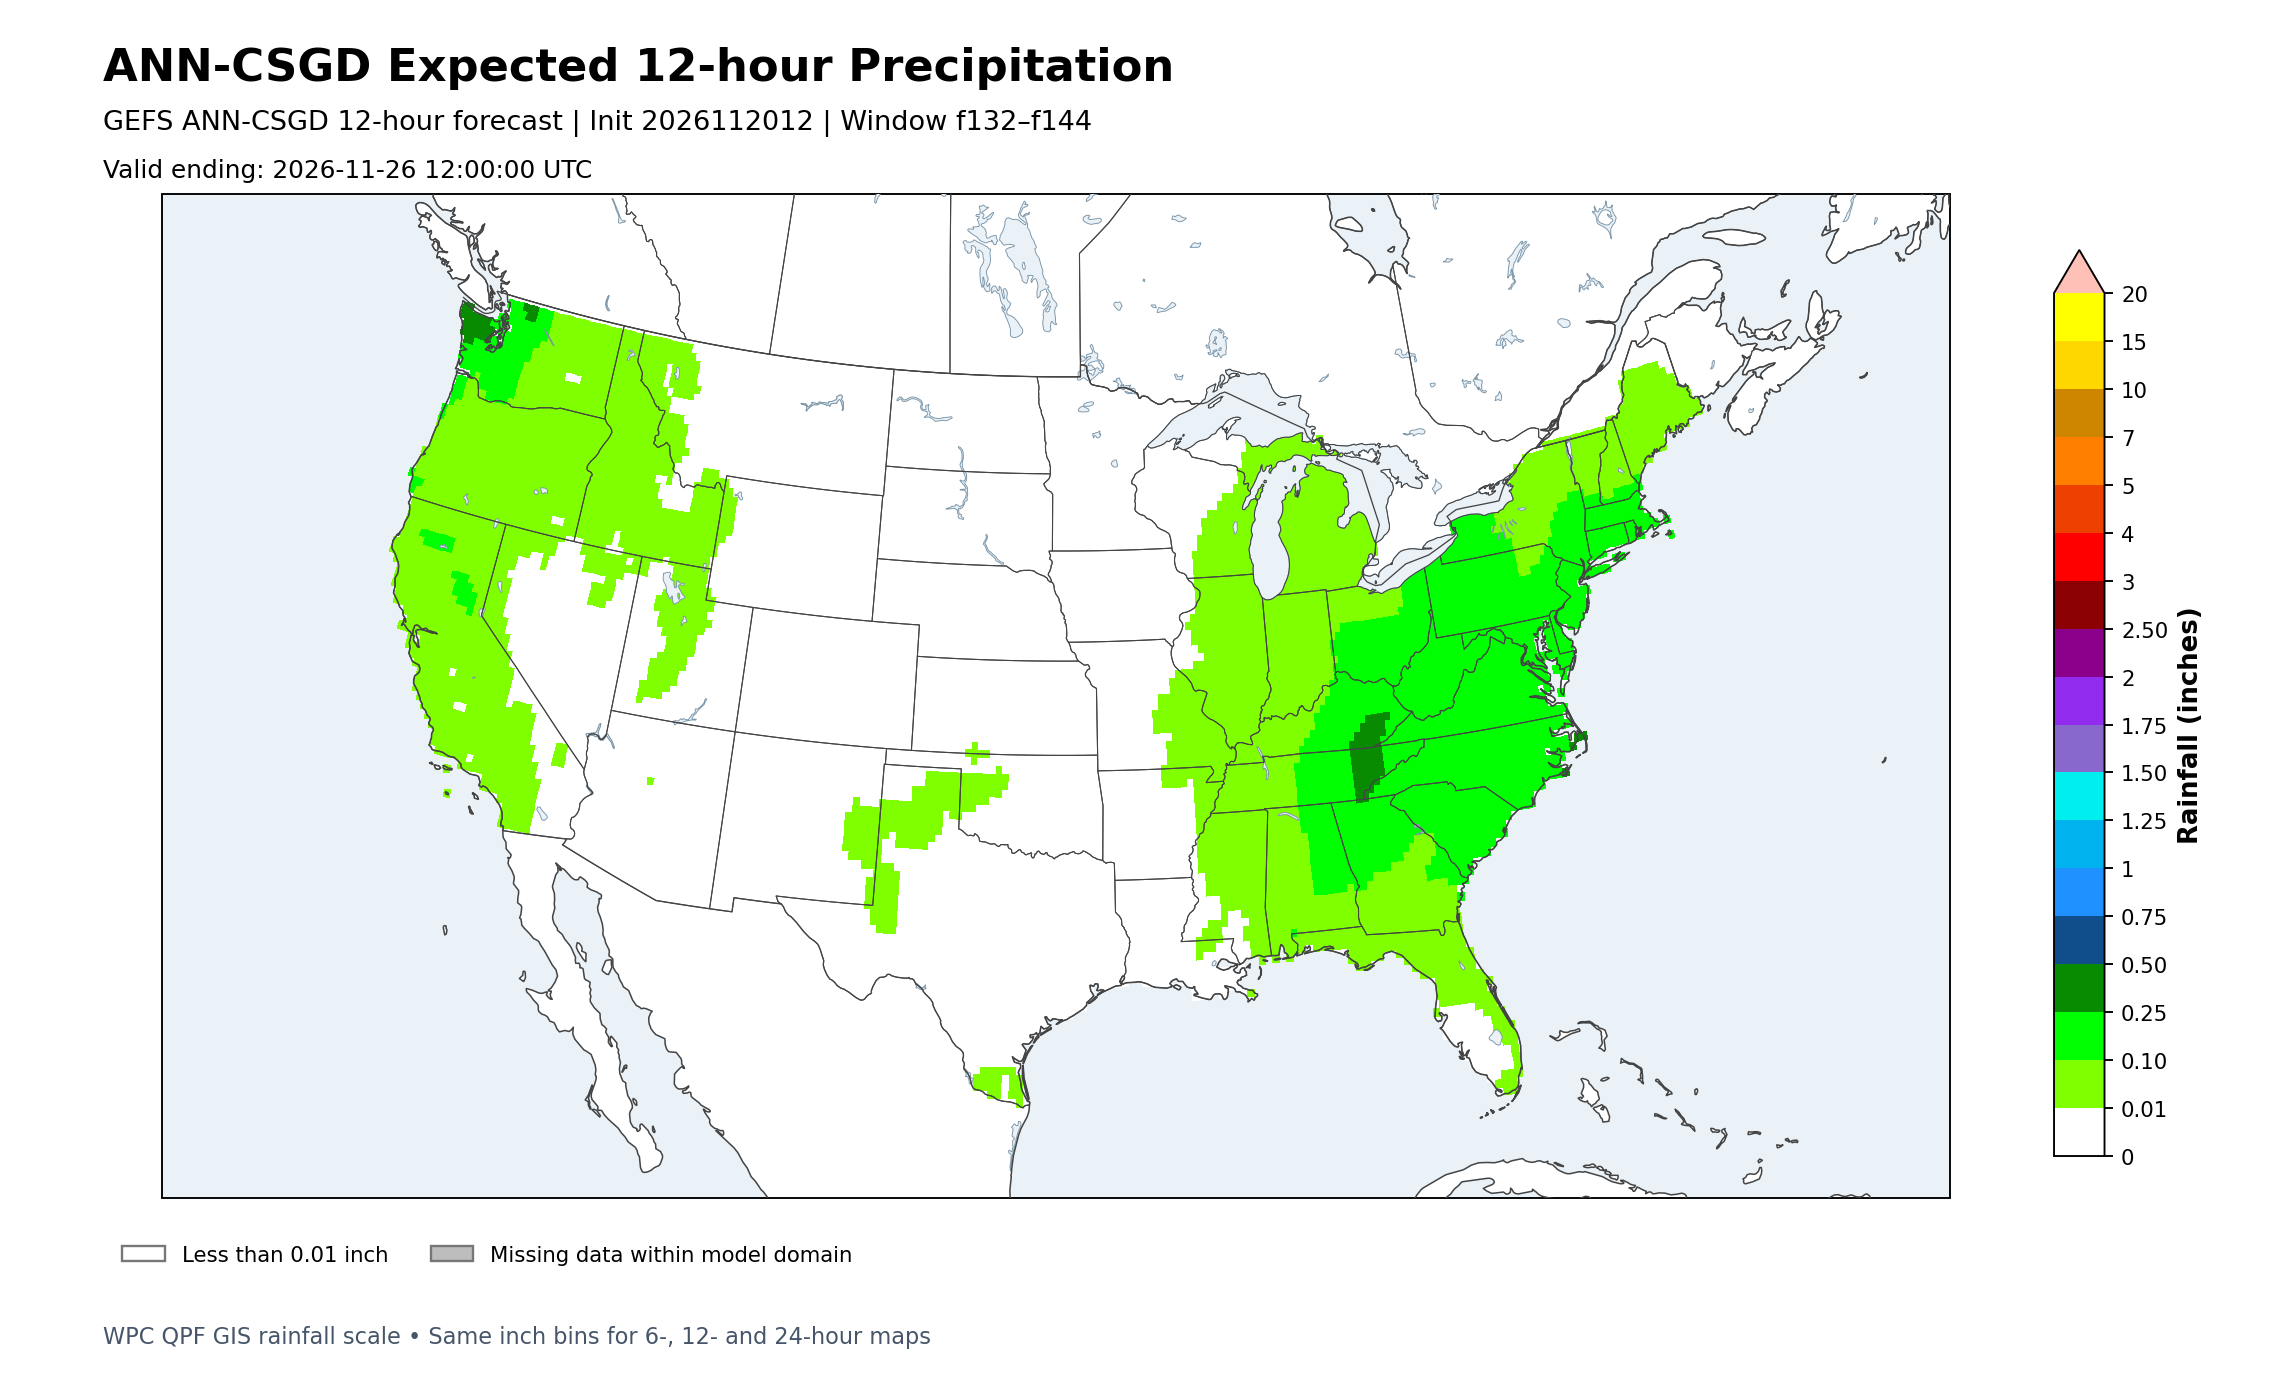 ANN-CSGD Expected 12-hour Precipitation
GEFS ANN-CSGD 12-hour forecast | Init 2026112012 | Window f132–f144
Valid ending: 2026-11-26 12:00:00 UTC
20
15
10
7
5
4
3
2.50
2
1.75
1.50
1.25
1
0.75
0.50
0.25
0.10
0.01
0
Rainfall (inches)
Less than 0.01 inch
Missing data within model domain
WPC QPF GIS rainfall scale • Same inch bins for 6-, 12- and 24-hour maps